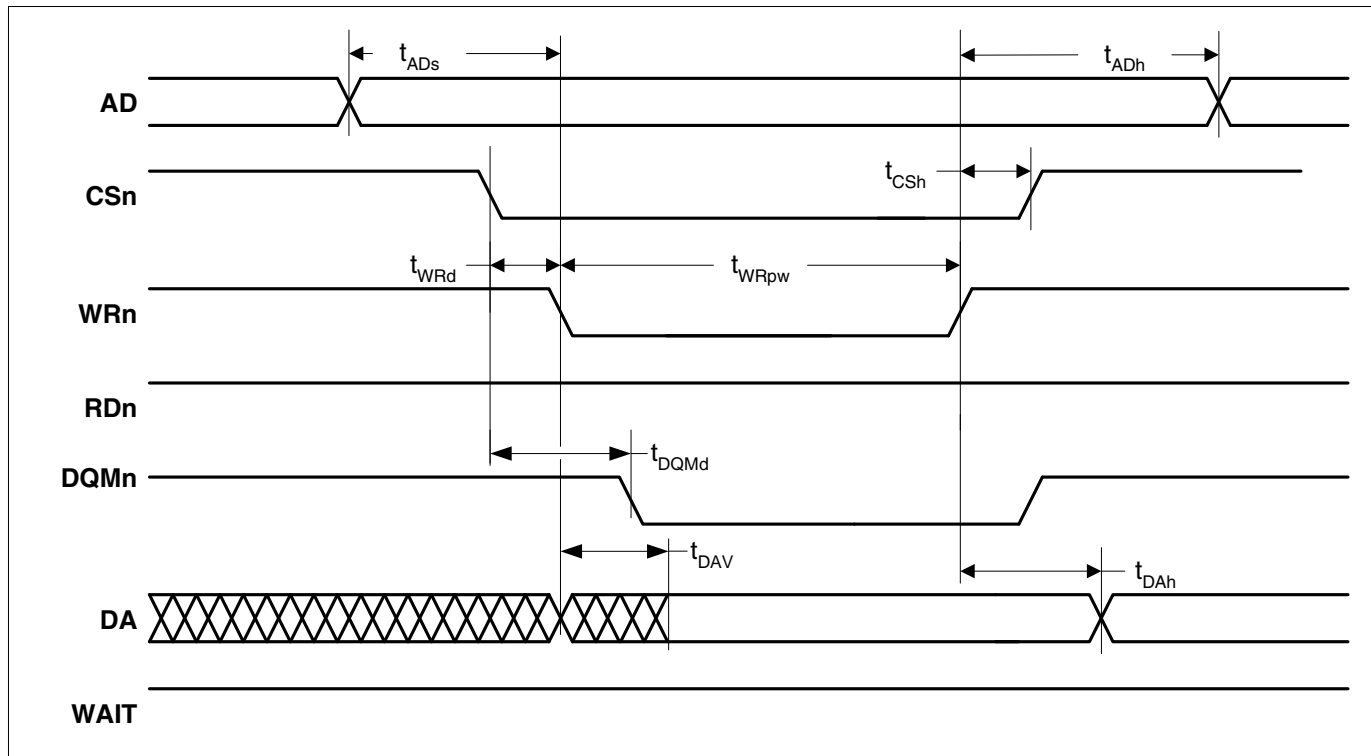 tADs
tADh
AD
CSn
tCSh
tWRd
tWRpw
WRn
RDn
tDQMd
DQMn
tDAV
tDAh
DA
WAIT